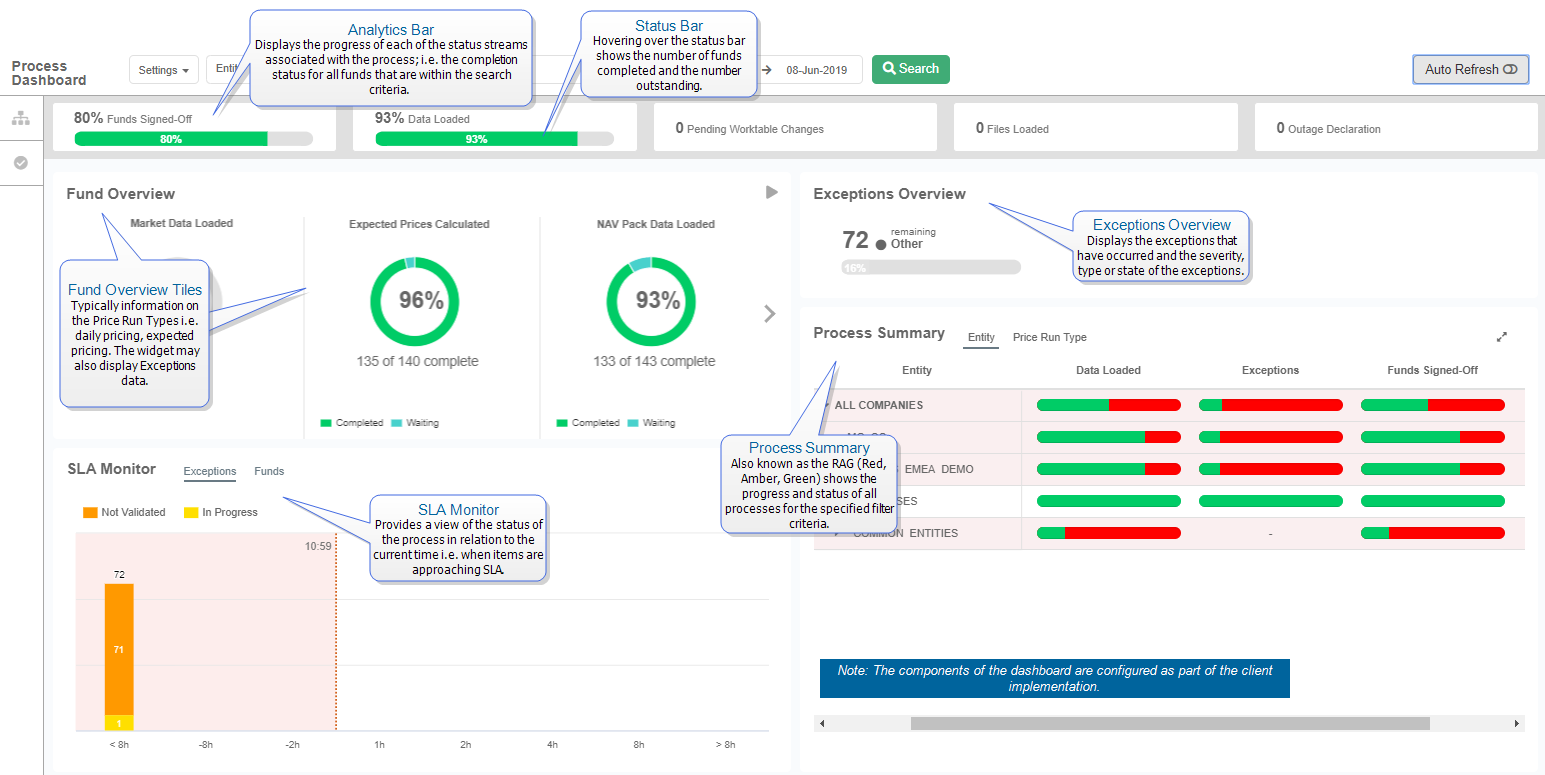 Process
Dashboard
Settings
08-Jun-2019
Search
Auto Refresh
Analytics Bar
Displays the progress of each of the status streams
associated with the process; i.e. the completion
status for all funds that are within the search
criteria.
Status Bar
Hovering over the status bar
shows the number of funds
completed and the number
outstanding.
80% Funds Signed-Off
80%
93% Data Loaded
93%
0 Pending Worktable Changes
0 Files Loaded
0 Outage Declaration
Fund Overview
Market Data Loaded
Fund Overview Tiles
Typically information on
the Price Run Types i.e.
daily pricing, expected
pricing. The widget may
also display Exceptions
data.
Expected Prices Calculated
96%
135 of 140 complete
Completed Waiting
NAV Pack Data Loaded
93%
133 of 143 complete
Completed Waiting
Exceptions Overview
72 remaining
Other
16%
Exceptions Overview
Displays the exceptions that
have occurred and the severity,
type or state of the exceptions.
Process Summary Entity Price Run Type
Entity Data Loaded Exceptions Funds Signed-Off
ALL COMPANIES
EMEA DEMO
COMMON ENTITIES -
Process Summary
Also known as the RAG (Red,
Amber, Green) shows the
progress and status of all
processes for the specified filter
criteria.
SLA Monitor Exceptions Funds
Not Validated In Progress
SLA Monitor
Provides a view of the status of
the process in relation to the
current time i.e. when items are
approaching SLA.
10:59
72
71
1
< 8h -8h -2h 1h 2h 4h 8h > 8h
Note: The components of the dashboard are configured as part of the client
implementation.